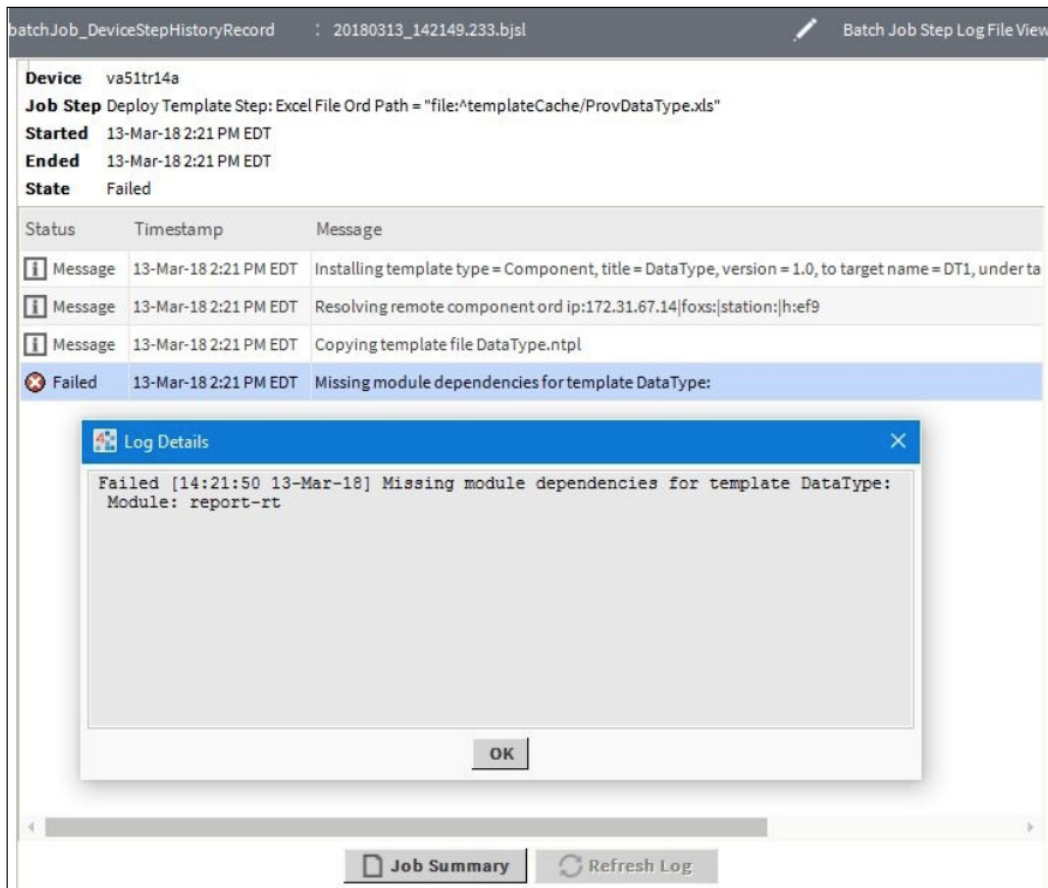 batchJob_DeviceStepHistoryRecord : 20180313_142149.233.bjsl Batch Job Step Log File View
Device va51tr14a
Job Step Deploy Template Step: Excel File Ord Path = "file:^templateCache/ProvDataType.xls"
Started 13-Mar-18 2:21 PM EDT
Ended 13-Mar-18 2:21 PM EDT
State Failed
Status Timestamp Message
Message 13-Mar-18 2:21 PM EDT Installing template type = Component, title = DataType, version = 1.0, to target name = DT1, under ta
Message 13-Mar-18 2:21 PM EDT Resolving remote component ord ip:172.31.67.14|foxs:|station:|h:ef9
Message 13-Mar-18 2:21 PM EDT Copying template file DataType.ntpl
Failed 13-Mar-18 2:21 PM EDT Missing module dependencies for template DataType:
Log Details
Failed [14:21:50 13-Mar-18] Missing module dependencies for template DataType:
Module: report-rt
OK
Job Summary Refresh Log